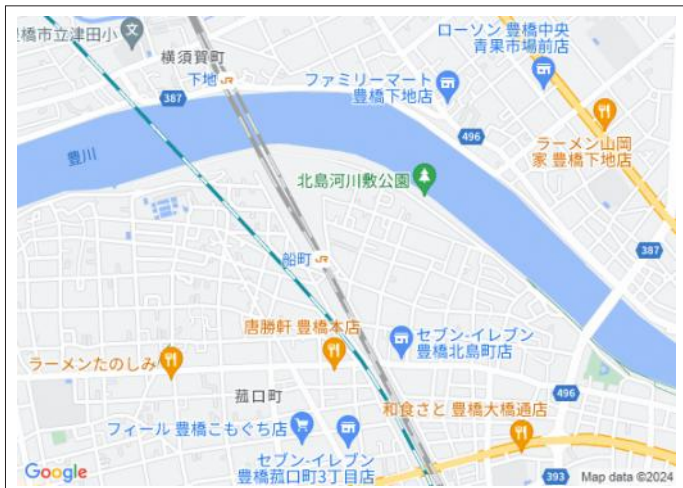 豊橋市立津田小
横須賀町
下地 JR
387
ローソン 豊橋中央
青果市場前店
ファミリーマート
豊橋下地店
496
ラーメン山岡
家 豊橋下地店
豊川
北島河川敷公園
387
船町 JR
唐勝軒 豊橋本店
セブン-イレブン
豊橋北島町店
ラーメンたのしみ
菰口町
496
和食さと 豊橋大橋通店
フィール 豊橋こもぐち店
セブン-イレブン
豊橋菰口町3丁目店
393
Google
Map data ©2024